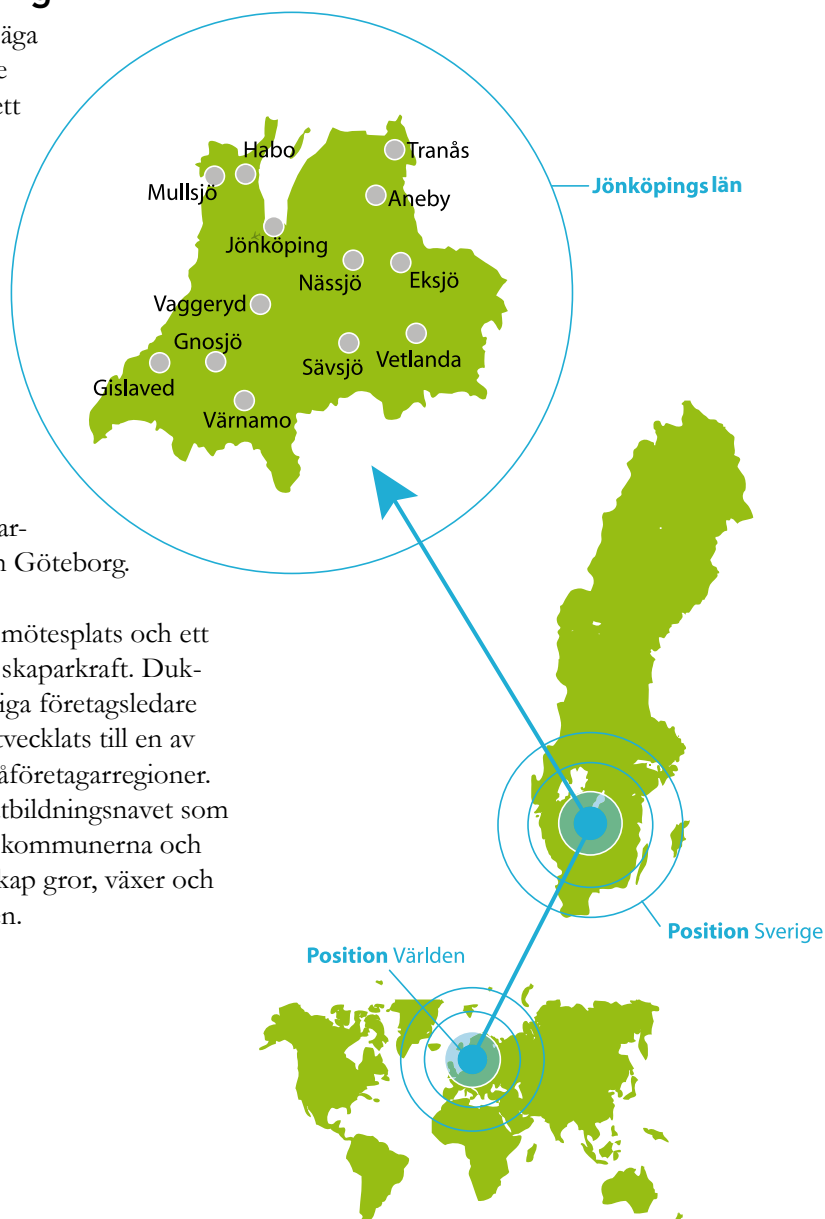 g
äga
e
ett
Habo
Tranås
Mullsjö
Aneby
Jönköpings län
Jönköping
Nässjö
Eksjö
Vaggeryd
Gnosjö
Sävsjö
Vetlanda
Gislaved
Värnamo
ar-
n Göteborg.
mötesplats och ett
skaparkraft. Duk-
iga företagsledare
tvecklats till en av
åföretagarregioner.
tbildningsnavet som
kommunerna och
kap gror, växer och
en.
Position Sverige
Position Världen